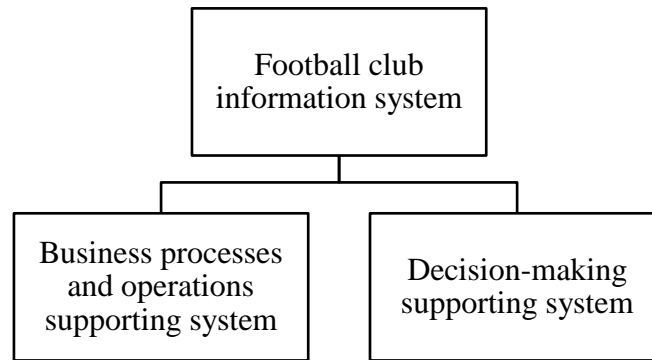 Football club
information system
Business processes
and operations
supporting system
Decision-making
supporting system